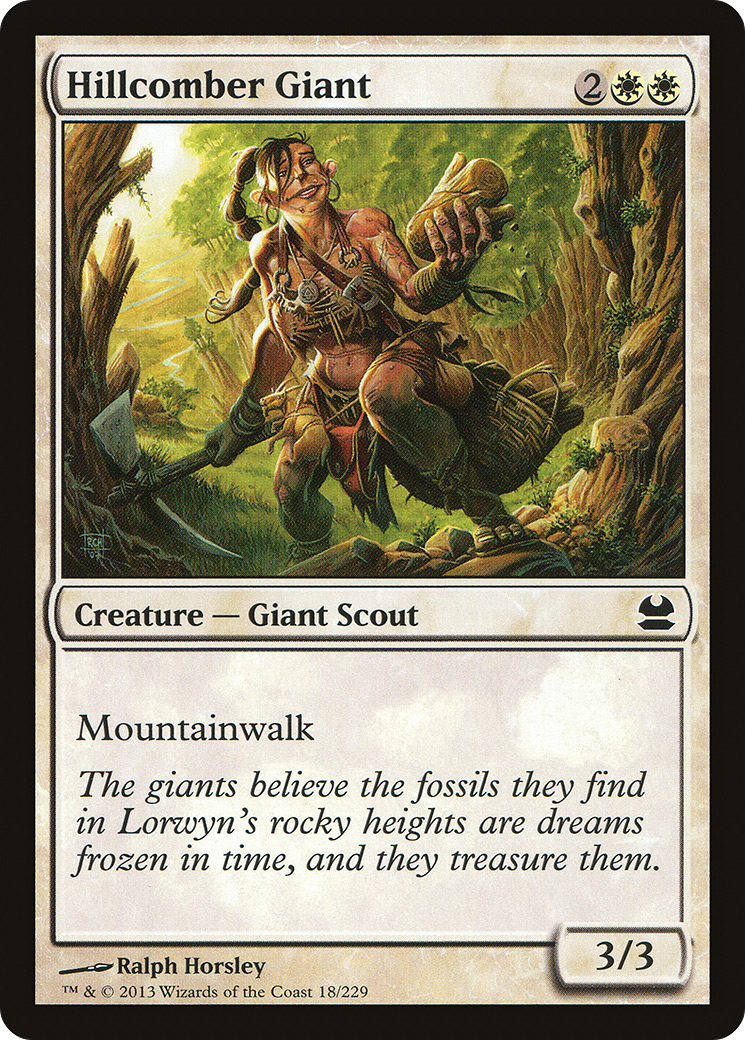 Hillcomber Giant 2
RCH
Creature — Giant Scout
Mountainwalk
The giants believe the fossils they find
in Lorwyn's rocky heights are dreams
frozen in time, and they treasure them.
3/3
Ralph Horsley
™ & © 2013 Wizards of the Coast 18/229